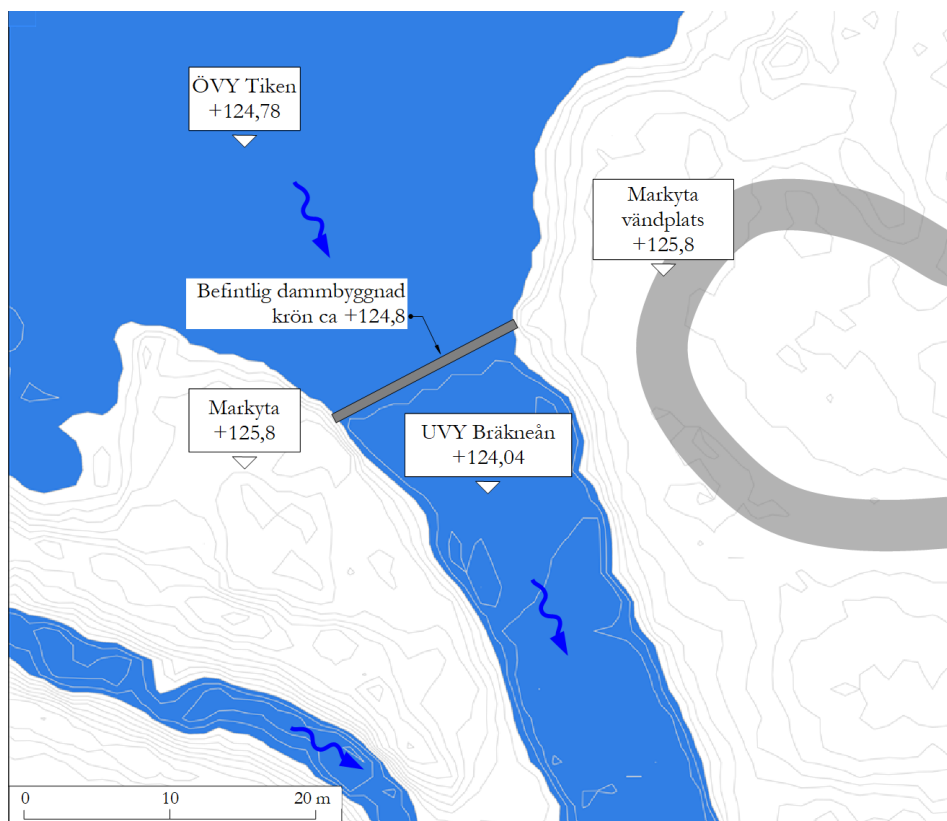 ÖVY Tiken
+124,78
Markyta
vändplats
+125,8
Befintlig dammbyggnad
krön ca +124,8
Markyta
+125,8
UVY Bräkneån
+124,04
0 10 20 m